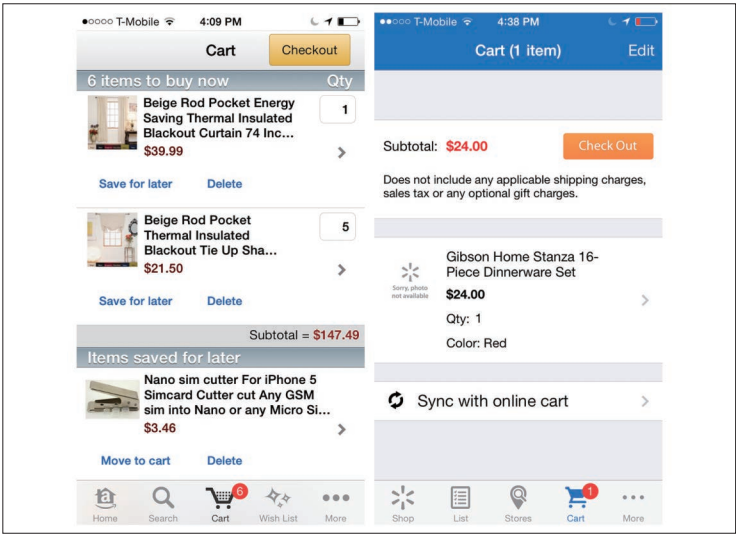 T-Mobile 4:09 PM
Cart Checkout
6 items to buy now Qty
Beige Rod Pocket Energy
Saving Thermal Insulated
Blackout Curtain 74 Inc...
1
$39.99
Save for later Delete
Beige Rod Pocket
Thermal Insulated
Blackout Tie Up Sha...
5
$21.50
Save for later Delete
Subtotal = $147.49
Items saved for later
Nano sim cutter For iPhone 5
Simcard Cutter cut Any GSM
sim into Nano or any Micro Si...
$3.46
Move to cart Delete
6
Home Search Cart Wish List More
T-Mobile 4:38 PM
Cart (1 item) Edit
Subtotal: $24.00 Check Out
Does not include any applicable shipping charges,
sales tax or any optional gift charges.
Sorry, photo
not available
Gibson Home Stanza 16-
Piece Dinnerware Set
$24.00
Qty: 1
Color: Red
Sync with online cart
1
Shop List Stores Cart More